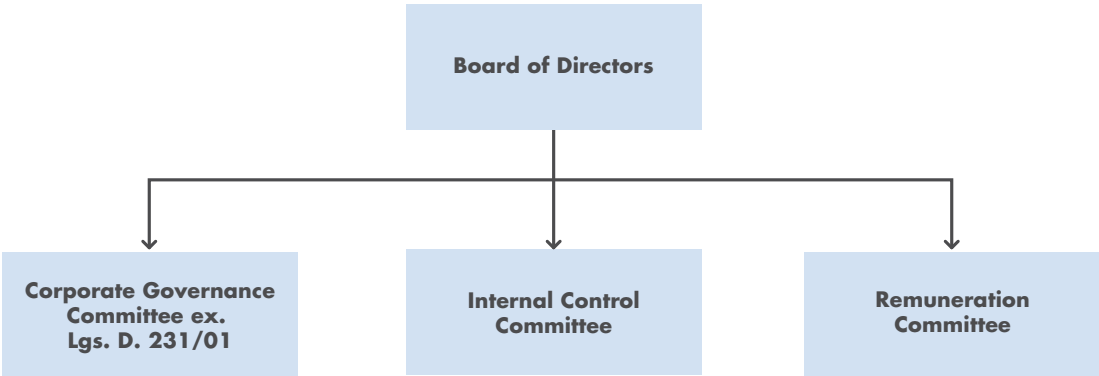 Board of Directors
Corporate Governance
Committee ex.
Lgs. D. 231/01
Internal Control
Committee
Remuneration
Committee